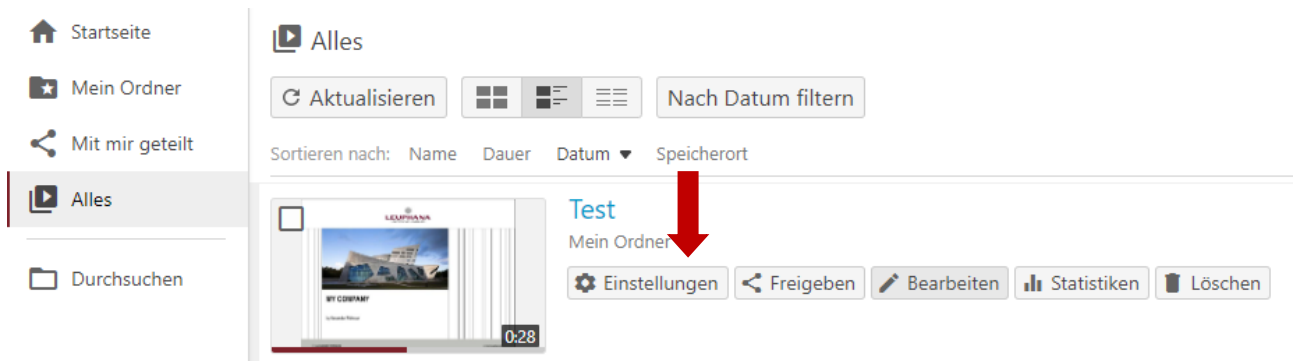 Startseite
Mein Ordner
Mit mir geteilt
Alles
Durchsuchen
Alles
Aktualisieren Nach Datum filtern
Sortieren nach: Name Dauer Datum ▼ Speicherort
LEUPHANA
MY COMPANY
0:28
Test
Mein Ordner
Einstellungen Freigeben Bearbeiten Statistiken Löschen